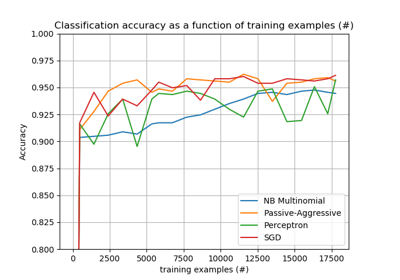 Classification accuracy as a function of training examples (#)
1.000
0.975
0.950
0.925
0.900
0.875
0.850
0.825
0.800
Accuracy
NB Multinomial
Passive-Aggressive
Perceptron
SGD
0 2500 5000 7500 10000 12500 15000 17500
training examples (#)